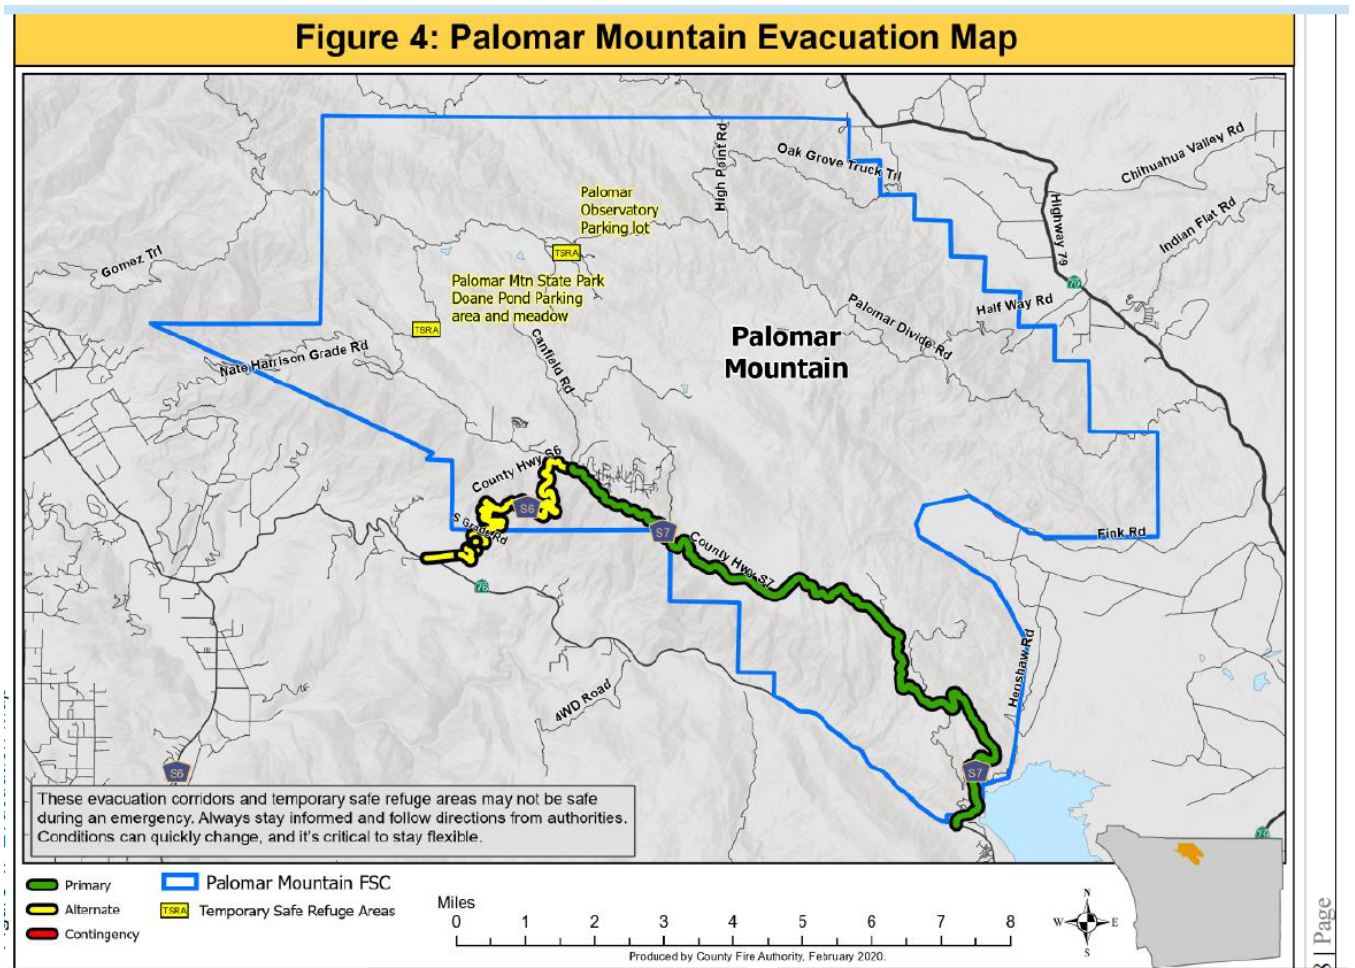 Figure 4: Palomar Mountain Evacuation Map
High Point Rd
Oak Grove Truck Trl
Chihuahua Valley Rd
Highway 79
Indian Flat Rd
Palomar
Observatory
Parking lot
TSRA
Gomez Trl
79
Palomar Mtn State Park
Doane Pond Parking
area and meadow
TSRA
Half Way Rd
Palomar Divide Rd
Palomar
Mountain
Canfield Rd
Nate Harrison Grade Rd
County Hwy S6
S6
S Grade Rd
S7
County Hwy S7
Fink Rd
76
Henshaw Rd
4WD Road
S6
S7
79
These evacuation corridors and temporary safe refuge areas may not be safe
during an emergency. Always stay informed and follow directions from authorities.
Conditions can quickly change, and it's critical to stay flexible.
Primary
Alternate
Contingency
Palomar Mountain FSC
TSRA Temporary Safe Refuge Areas
Miles
0 1 2 3 4 5 6 7 8
Produced by County Fire Authority, February 2020.
N
W E
S
| Page